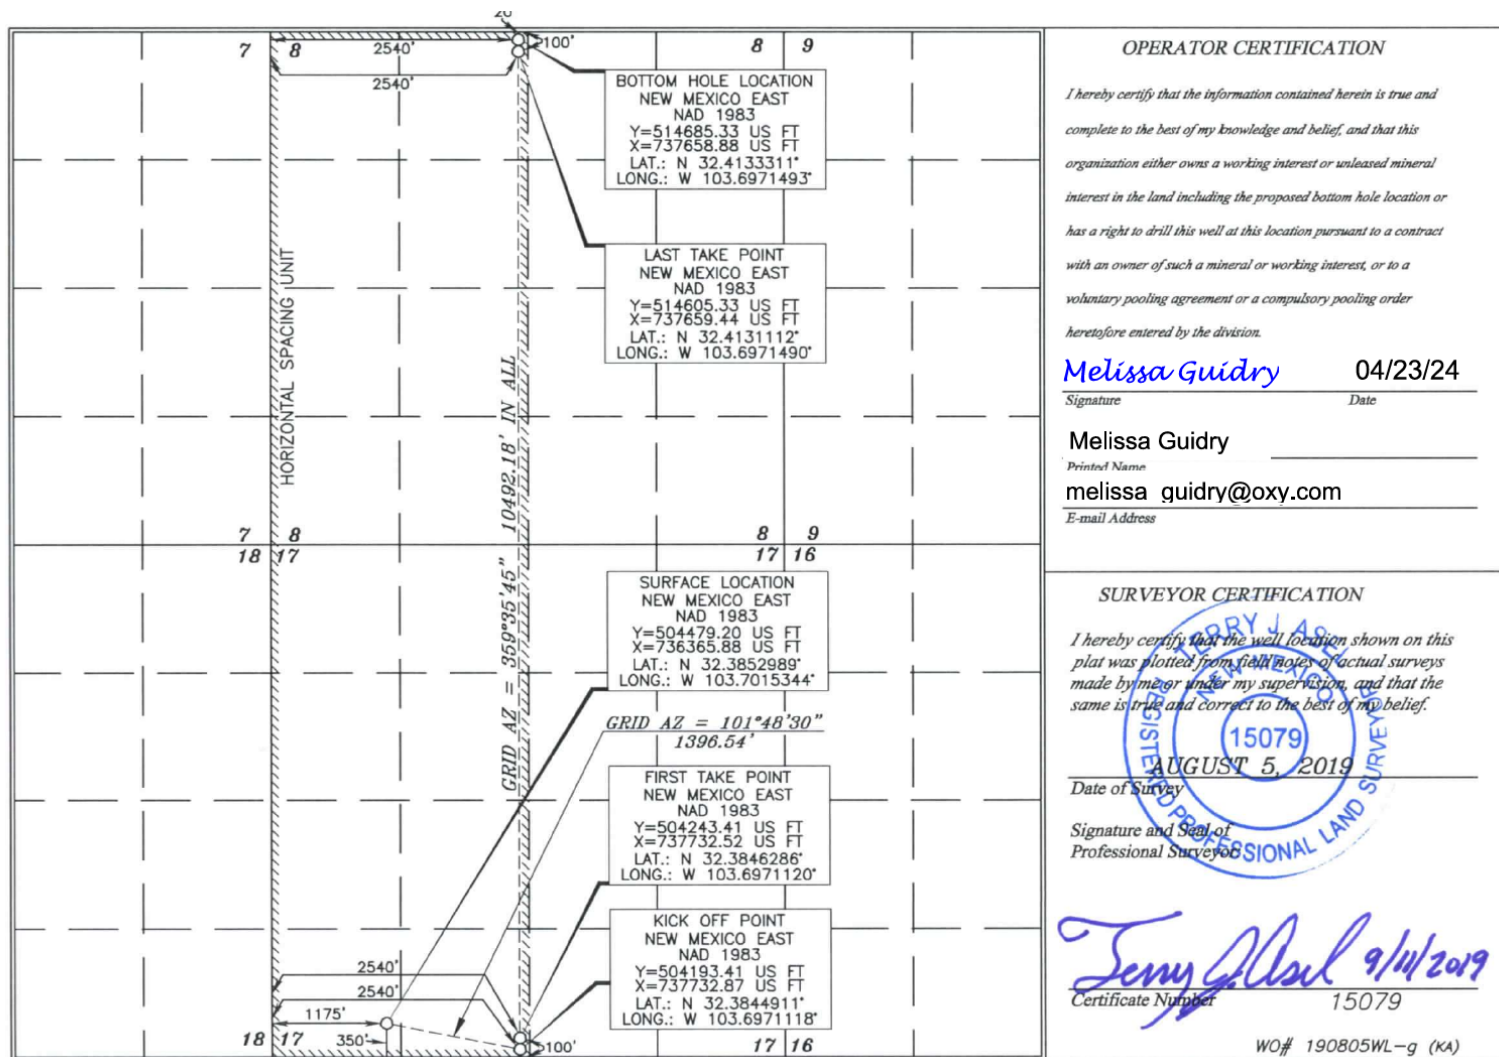 20'
2540'
100'
2540'
7 8
8 9
BOTTOM HOLE LOCATION
NEW MEXICO EAST
NAD 1983
Y=514685.33 US FT
X=737658.88 US FT
LAT.: N 32.4133311°
LONG.: W 103.6971493°
LAST TAKE POINT
NEW MEXICO EAST
NAD 1983
Y=514605.33 US FT
X=737659.44 US FT
LAT.: N 32.4131112°
LONG.: W 103.6971490°
HORIZONTAL SPACING UNIT
GRID AZ = 359°35'45" 10492.18' IN ALL
7 8
18 17
8 9
17 16
SURFACE LOCATION
NEW MEXICO EAST
NAD 1983
Y=504479.20 US FT
X=736365.88 US FT
LAT.: N 32.3852989°
LONG.: W 103.7015344°
GRID AZ = 101°48'30"
1396.54'
FIRST TAKE POINT
NEW MEXICO EAST
NAD 1983
Y=504243.41 US FT
X=737732.52 US FT
LAT.: N 32.3846286°
LONG.: W 103.6971120°
KICK OFF POINT
NEW MEXICO EAST
NAD 1983
Y=504193.41 US FT
X=737732.87 US FT
LAT.: N 32.3844911°
LONG.: W 103.6971118°
2540'
2540'
1175'
350'
100'
18 17
17 16
OPERATOR CERTIFICATION
I hereby certify that the information contained herein is true and
complete to the best of my knowledge and belief, and that this
organization either owns a working interest or unleased mineral
interest in the land including the proposed bottom hole location or
has a right to drill this well at this location pursuant to a contract
with an owner of such a mineral or working interest, or to a
voluntary pooling agreement or a compulsory pooling order
heretofore entered by the division.
Melissa Guidry 04/23/24
Signature Date
Melissa Guidry
Printed Name
melissa_guidry@oxy.com
E-mail Address
SURVEYOR CERTIFICATION
I hereby certify that the well location shown on this
plat was plotted from field notes of actual surveys
made by me or under my supervision, and that the
same is true and correct to the best of my belief.
TERRY J. ASEL
NEW MEXICO
15079
REGISTERED PROFESSIONAL LAND SURVEYOR
AUGUST 5, 2019
Date of Survey
Signature and Seal of
Professional Surveyor
Terry J. Asel 9/11/2019
Certificate Number 15079
WO# 190805WL-g (KA)